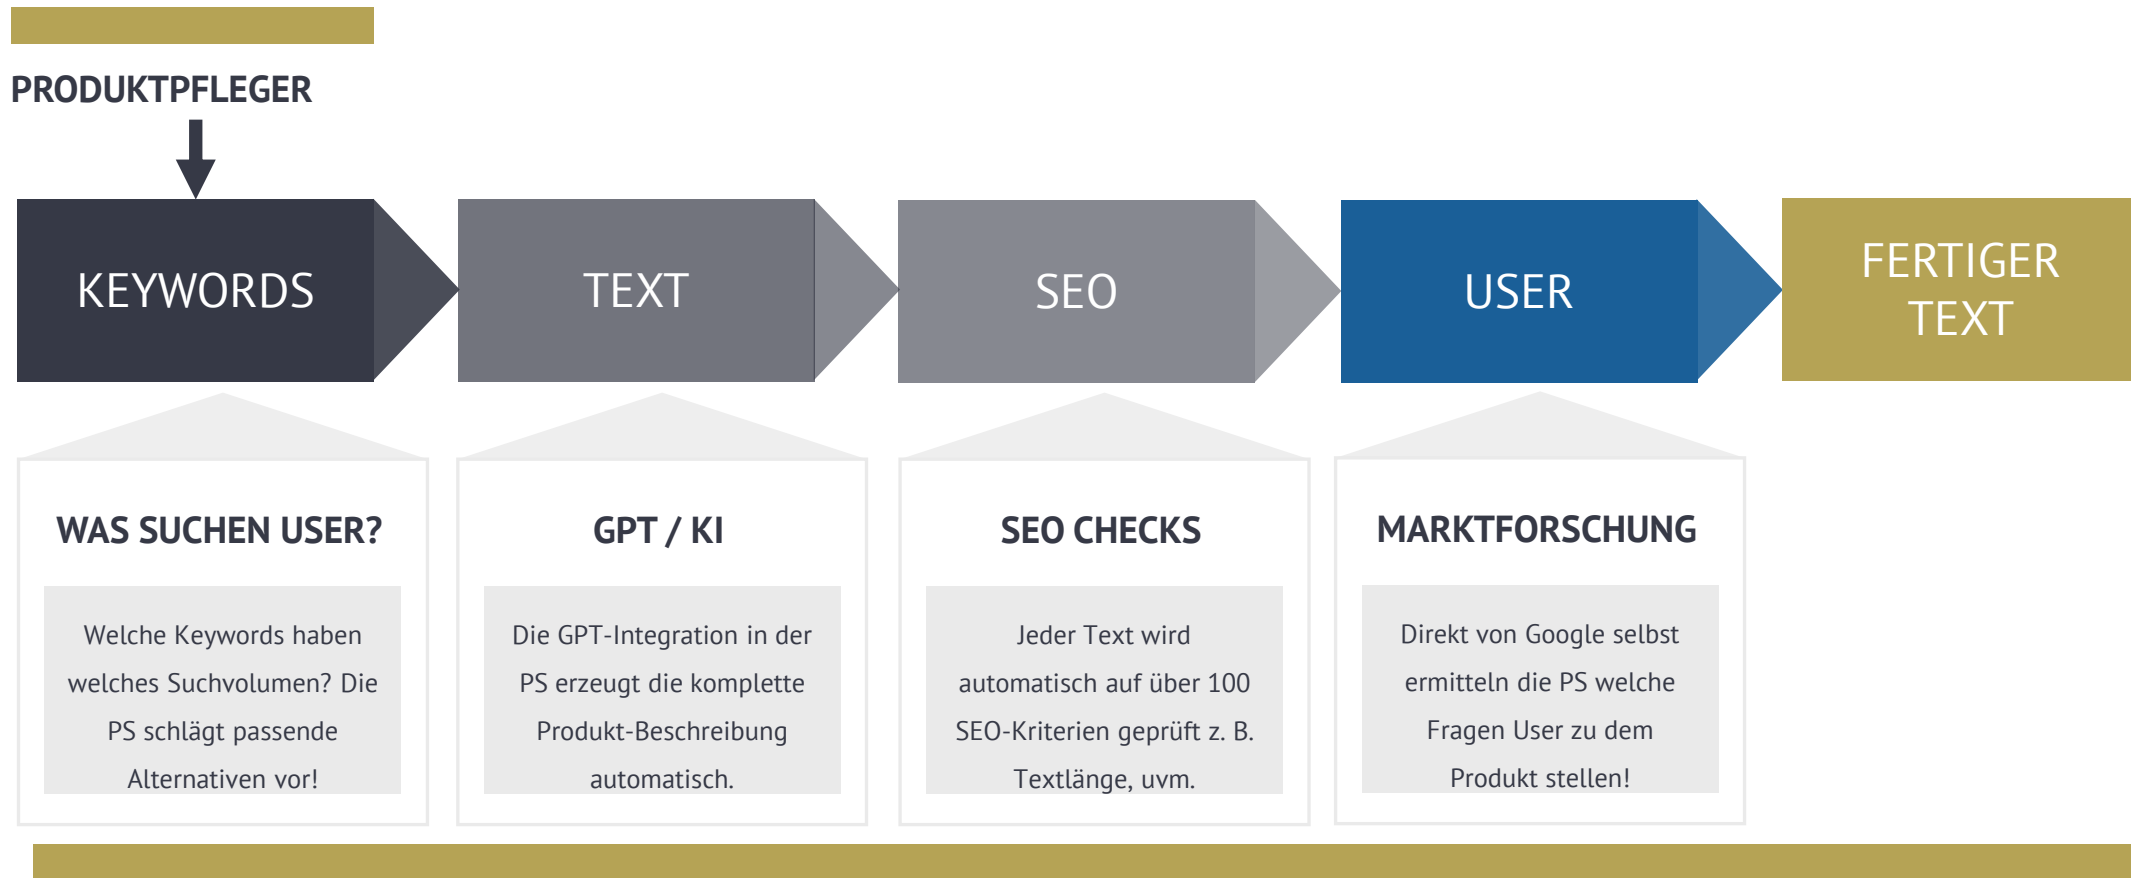 PRODUKTPFLEGER
KEYWORDS
TEXT
SEO
USER
FERTIGER
TEXT
WAS SUCHEN USER?
Welche Keywords haben
welches Suchvolumen? Die
PS schlägt passende
Alternativen vor!
GPT / KI
Die GPT-Integration in der
PS erzeugt die komplette
Produkt-Beschreibung
automatisch.
SEO CHECKS
Jeder Text wird
automatisch auf über 100
SEO-Kriterien geprüft z. B.
Textlänge, uvm.
MARKTFORSCHUNG
Direkt von Google selbst
ermitteln die PS welche
Fragen User zu dem
Produkt stellen!